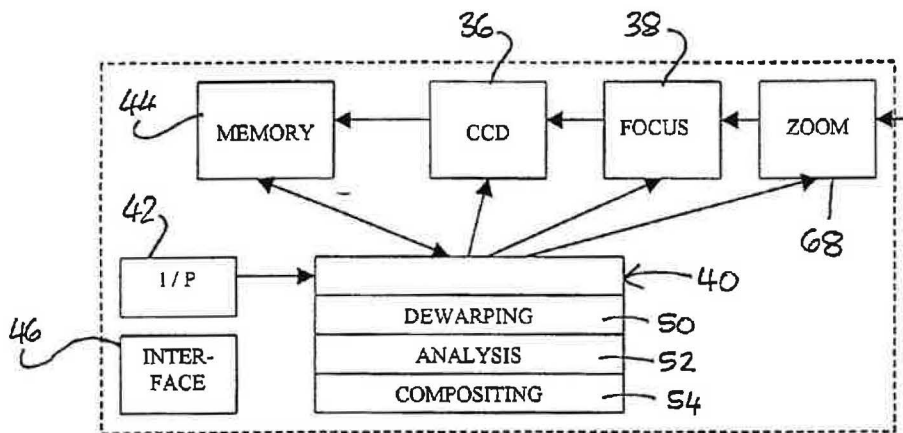 36
38
44
MEMORY
CCD
FOCUS
ZOOM
42
68
I / P
40
DEWARPING
50
46
INTER-
FACE
ANALYSIS
52
COMPOSITING
54